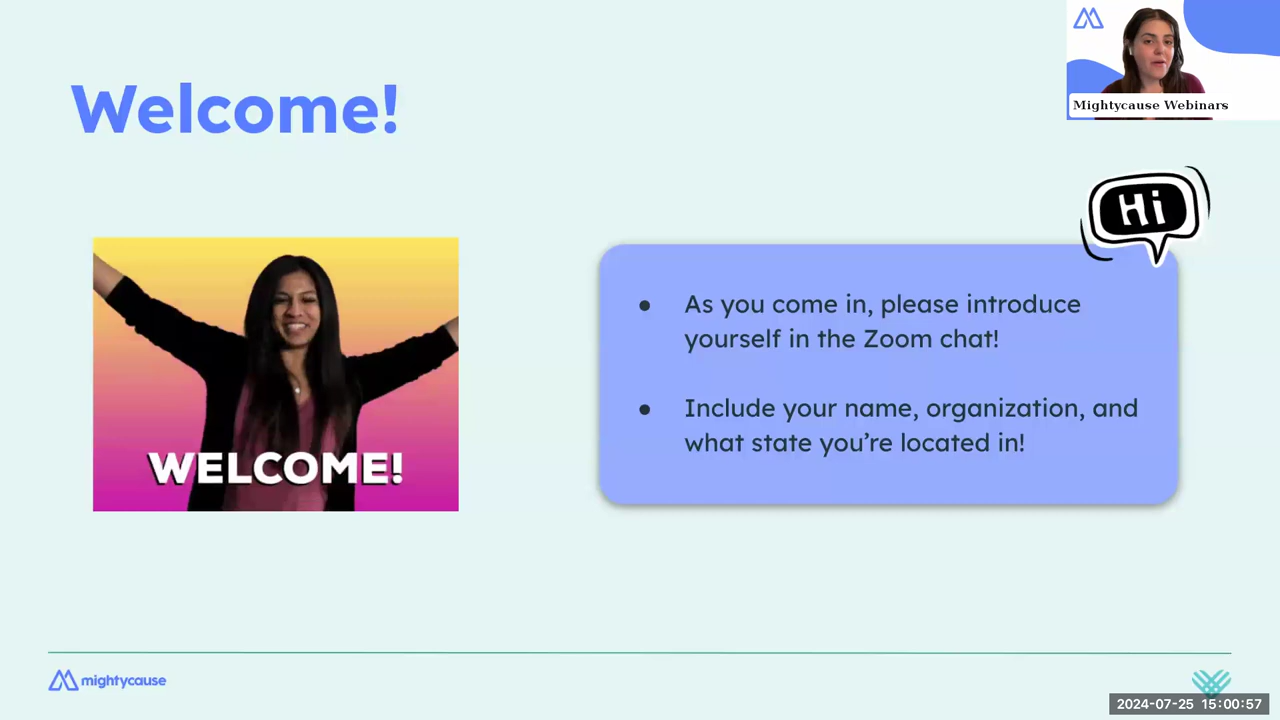 Welcome!
Mightycause Webinars
Hi
WELCOME!
● As you come in, please introduce
yourself in the Zoom chat!
● Include your name, organization, and
what state you’re located in!
mightycause
2024-07-25 15:00:57